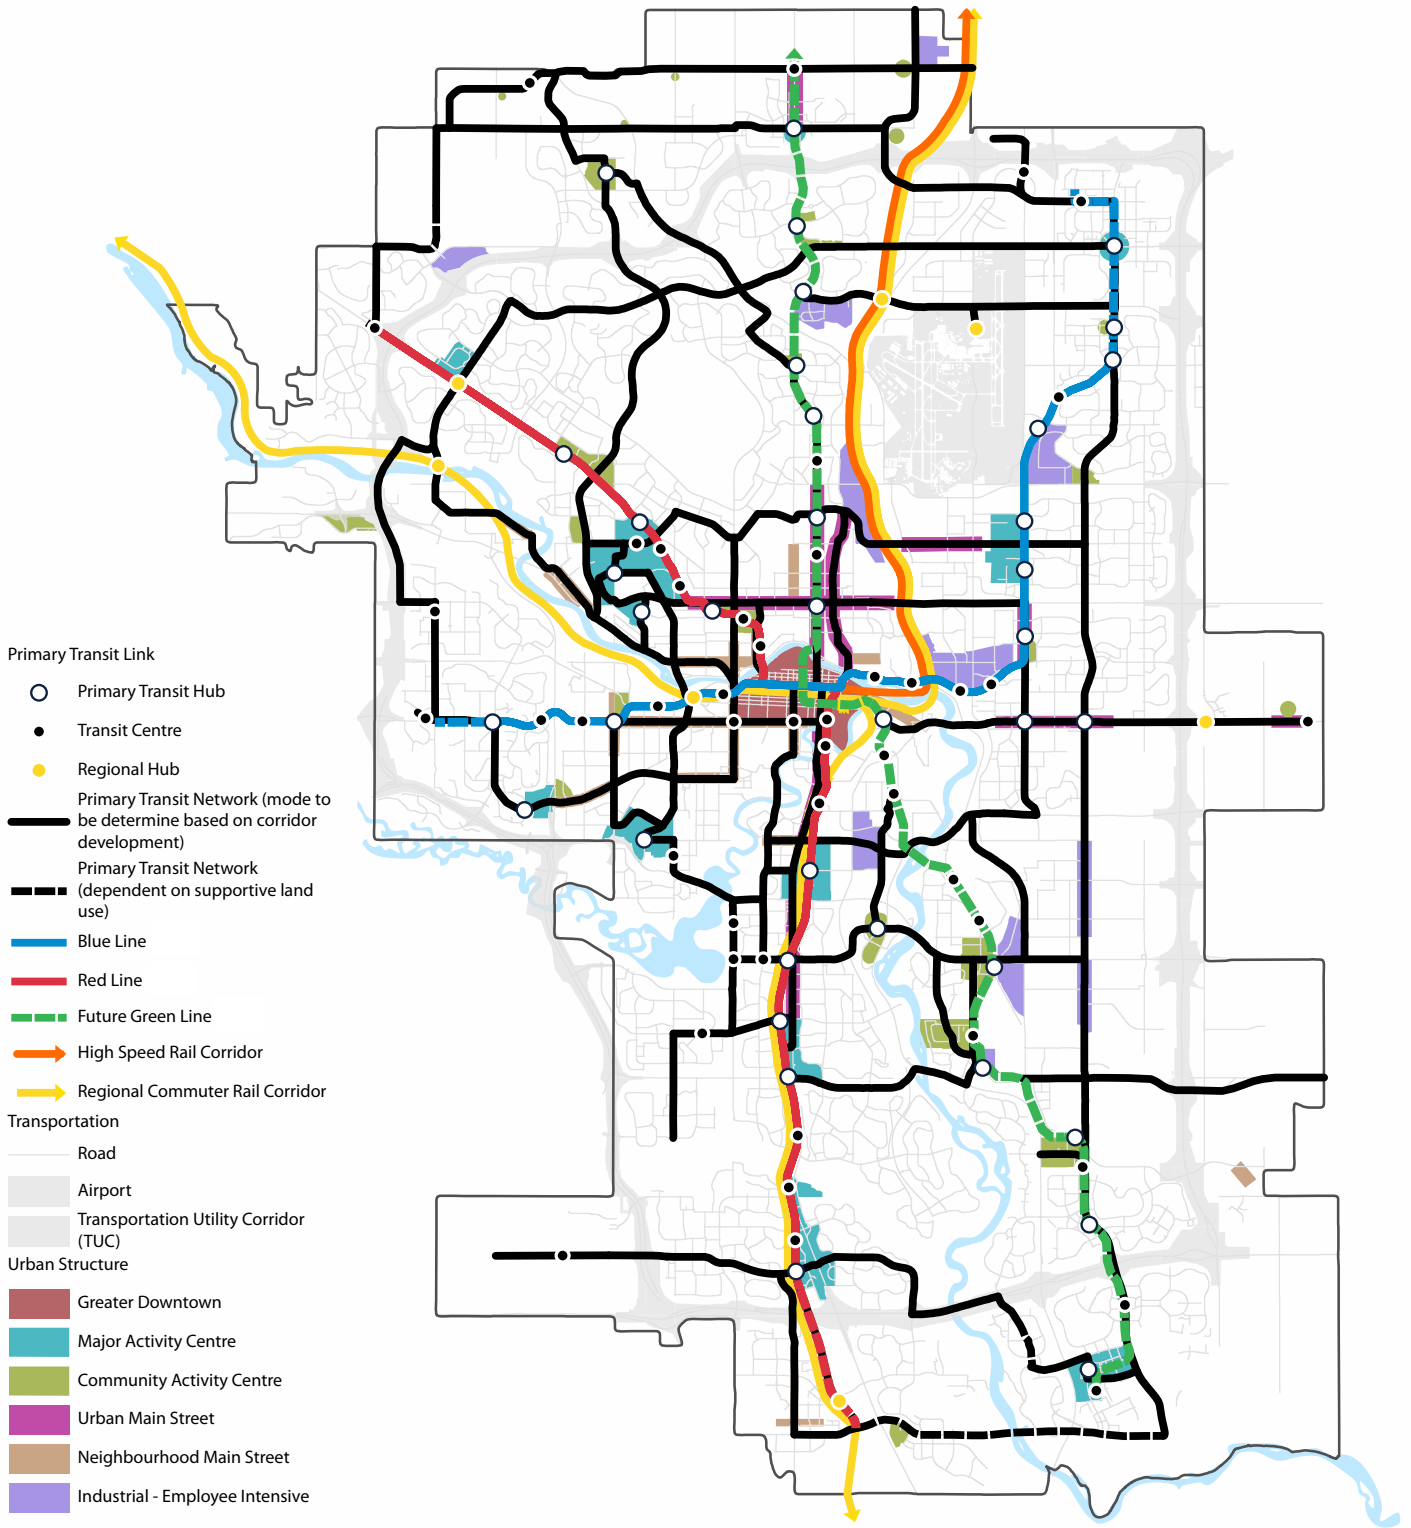 Primary Transit Link
Primary Transit Hub
Transit Centre
Regional Hub
Primary Transit Network (mode to
be determine based on corridor
development)
Primary Transit Network
(dependent on supportive land
use)
Blue Line
Red Line
Future Green Line
High Speed Rail Corridor
Regional Commuter Rail Corridor
Transportation
Road
Airport
Transportation Utility Corridor
(TUC)
Urban Structure
Greater Downtown
Major Activity Centre
Community Activity Centre
Urban Main Street
Neighbourhood Main Street
Industrial - Employee Intensive